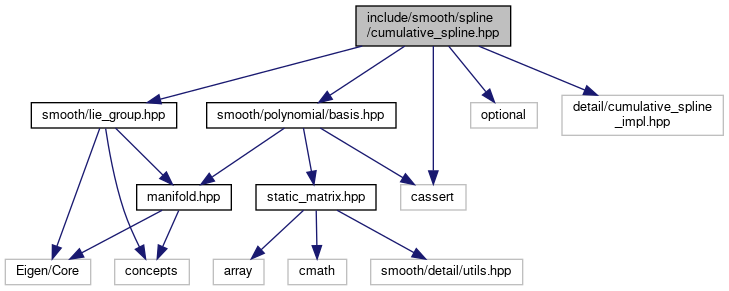 include/smooth/spline
/cumulative_spline.hpp
smooth/lie_group.hpp
smooth/polynomial/basis.hpp
optional
detail/cumulative_spline
_impl.hpp
manifold.hpp
static_matrix.hpp
cassert
Eigen/Core
concepts
array
cmath
smooth/detail/utils.hpp